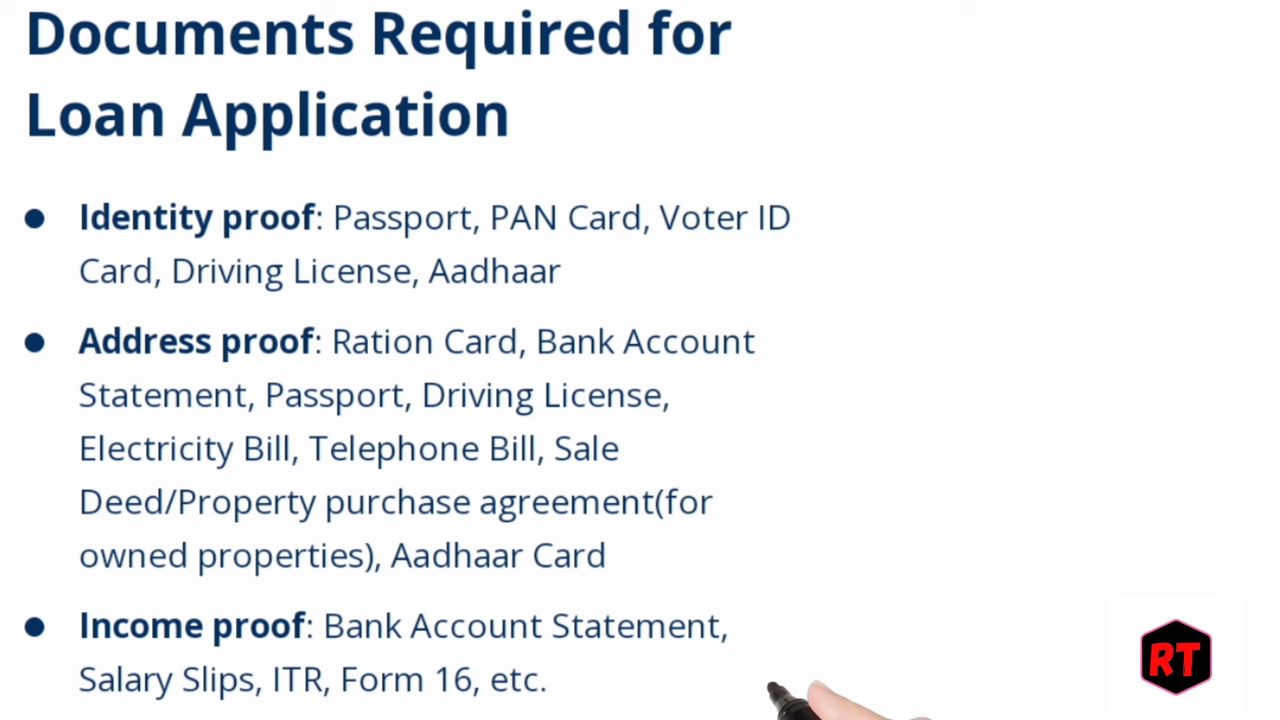 Documents Required for
Loan Application
● Identity proof: Passport, PAN Card, Voter ID
Card, Driving License, Aadhaar
● Address proof: Ration Card, Bank Account
Statement, Passport, Driving License,
Electricity Bill, Telephone Bill, Sale
Deed/Property purchase agreement(for
owned properties), Aadhaar Card
● Income proof: Bank Account Statement,
Salary Slips, ITR, Form 16, etc.
RT